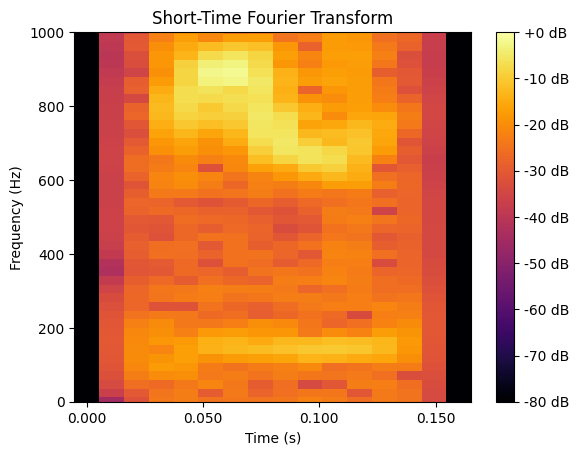 Short-Time Fourier Transform
1000
800
600
400
200
0
Frequency (Hz)
0.000
0.050
0.100
0.150
Time (s)
+0 dB
-10 dB
-20 dB
-30 dB
-40 dB
-50 dB
-60 dB
-70 dB
-80 dB